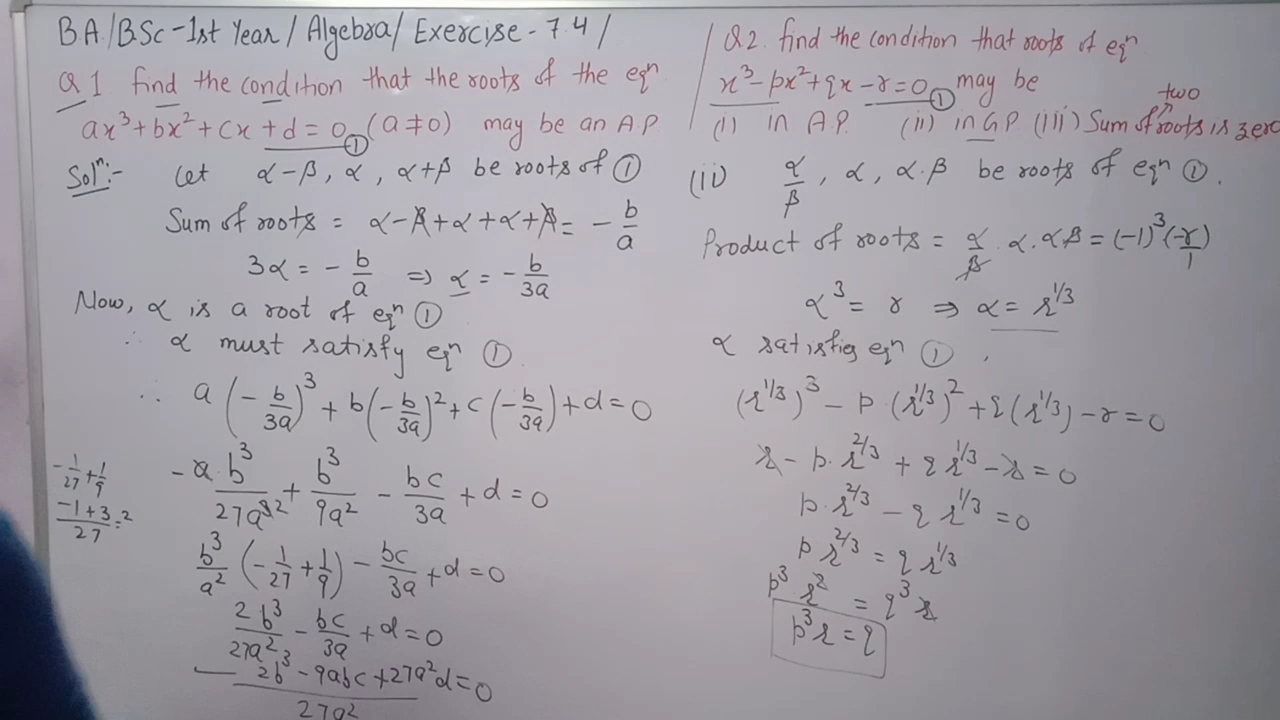 BA/BSc-1st Year/Algebra/Exercise-7.4/
Q1 find the condition that the roots of the eqⁿ
ax³+bx²+cx+d=0 ① (a≠0) may be an A.P.
Solⁿ:- Let α-β, α, α+β be roots of ①
Sum of roots = α-β+α+α+β = -b/a
3α = -b/a ⇒ α = -b/3a
Now, α is a root of eqⁿ ①
∴ α must satisfy eqⁿ ①.
∴ a(-b/3a)³+b(-b/3a)²+c(-b/3a)+d=0
-a.b³/27a³² + b³/9a² - bc/3a + d=0
-1/27+1/9
-1+3/27=2
b³/a² (-1/27+1/9) - bc/3a + d=0
2b³/27a² - bc/3a + d=0
2b³-9abc+27a²d/27a² = 0
Q2. find the condition that roots of eqⁿ
x³-px²+qx-r=0 ① may be
(i) in A.P. (ii) in G.P. (iii) Sum of two roots is zero
(ii) α/β, α, α.β be roots of eqⁿ ①.
Product of roots = α/β . α . αβ = (-1)³(-r/1)
α³ = r ⇒ α = r^1/3
α satisfies eqⁿ ①.
(r^1/3)³ - p.(r^1/3)² + q(r^1/3) - r = 0
r - p.r^2/3 + q r^1/3 - r = 0
p.r^2/3 - q r^1/3 = 0
p r^2/3 = q r^1/3
p³ r² = q³ r
p³r = q